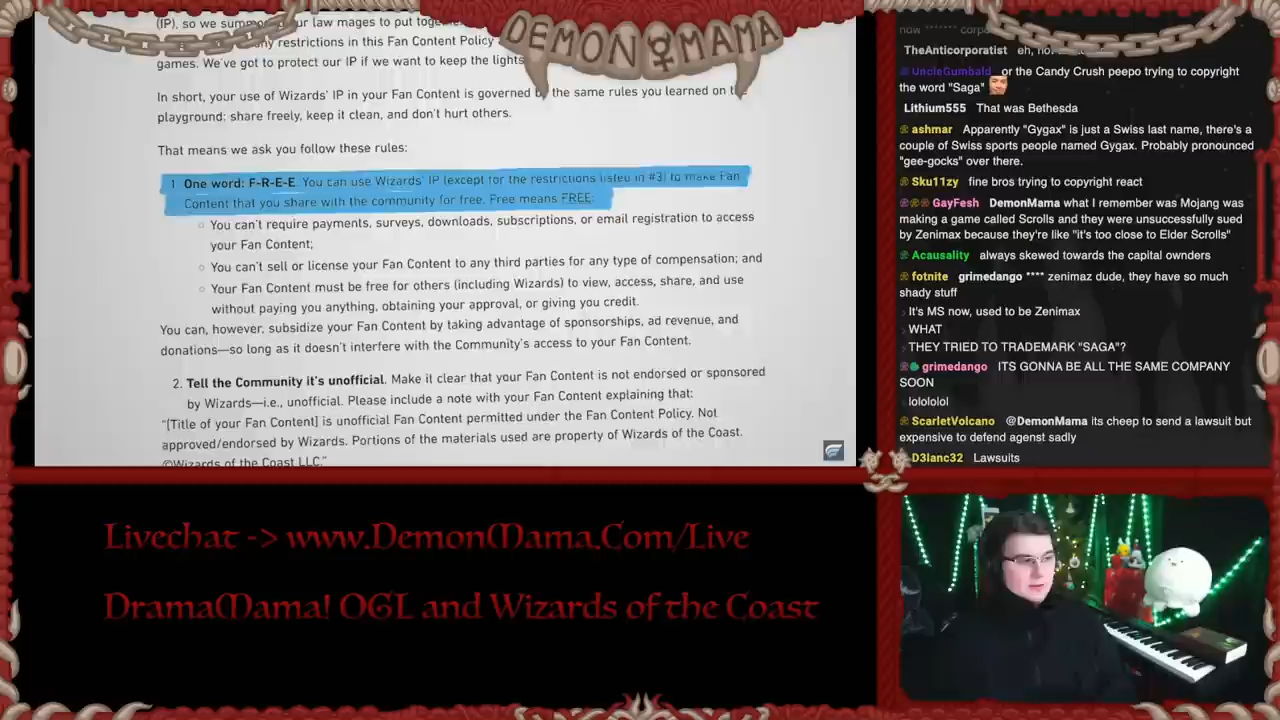 (IP), so we our law mages to put
restrictions in this Fan Content Policy
games. We've got to protect our IP if we want to keep the lights
In short, your use of Wizards' IP in your Fan Content is governed by the same rules you learned on the
playground: share freely, keep it clean, and don't hurt others.
That means we ask you follow these rules:
1. One word: F-R-E-E. You can use Wizards' IP (except for the restrictions listed in #3) to make Fan
Content that you share with the community for free. Free means FREE:
You can't require payments, surveys, downloads, subscriptions, or email registration to access
your Fan Content;
You can't sell or license your Fan Content to any third parties for any type of compensation; and
Your Fan Content must be free for others (including Wizards) to view, access, share, and use
without paying you anything, obtaining your approval, or giving you credit.
You can, however, subsidize your Fan Content by taking advantage of sponsorships, ad revenue, and
donations—so long as it doesn't interfere with the Community's access to your Fan Content.
2. Tell the Community it's unofficial. Make it clear that your Fan Content is not endorsed or sponsored
by Wizards—i.e., unofficial. Please include a note with your Fan Content explaining that:
"[Title of your Fan Content] is unofficial Fan Content permitted under the Fan Content Policy. Not
approved/endorsed by Wizards. Portions of the materials used are property of Wizards of the Coast.
©Wizards of the Coast LLC."
DEMON MAMA
now *******
TheAnticorporatist eh,
UncleGumbald or the Candy Crush peepo trying to copyright
the word "Saga"
Lithium555 That was Bethesda
ashmar Apparently "Gygax" is just a Swiss last name, there's a
couple of Swiss sports people named Gygax. Probably pronounced
"gee-gocks" over there.
Sku11zy fine bros trying to copyright react
GayFesh DemonMama what I remember was Mojang was
making a game called Scrolls and they were unsuccessfully sued
by Zenimax because they're like "it's too close to Elder Scrolls"
Acausality always skewed towards the capital owners
fotnite grimedango **** zenimaz dude, they have so much
shady stuff
It's MS now, used to be Zenimax
WHAT
THEY TRIED TO TRADEMARK "SAGA"?
grimedango ITS GONNA BE ALL THE SAME COMPANY
SOON
lolololol
ScarletVolcano @DemonMama its cheep to send a lawsuit but
expensive to defend against sadly
D3lanc32 Lawsuits
Livechat -> www.DemonMama.Com/Live
DramaMama! OGL and Wizards of the Coast